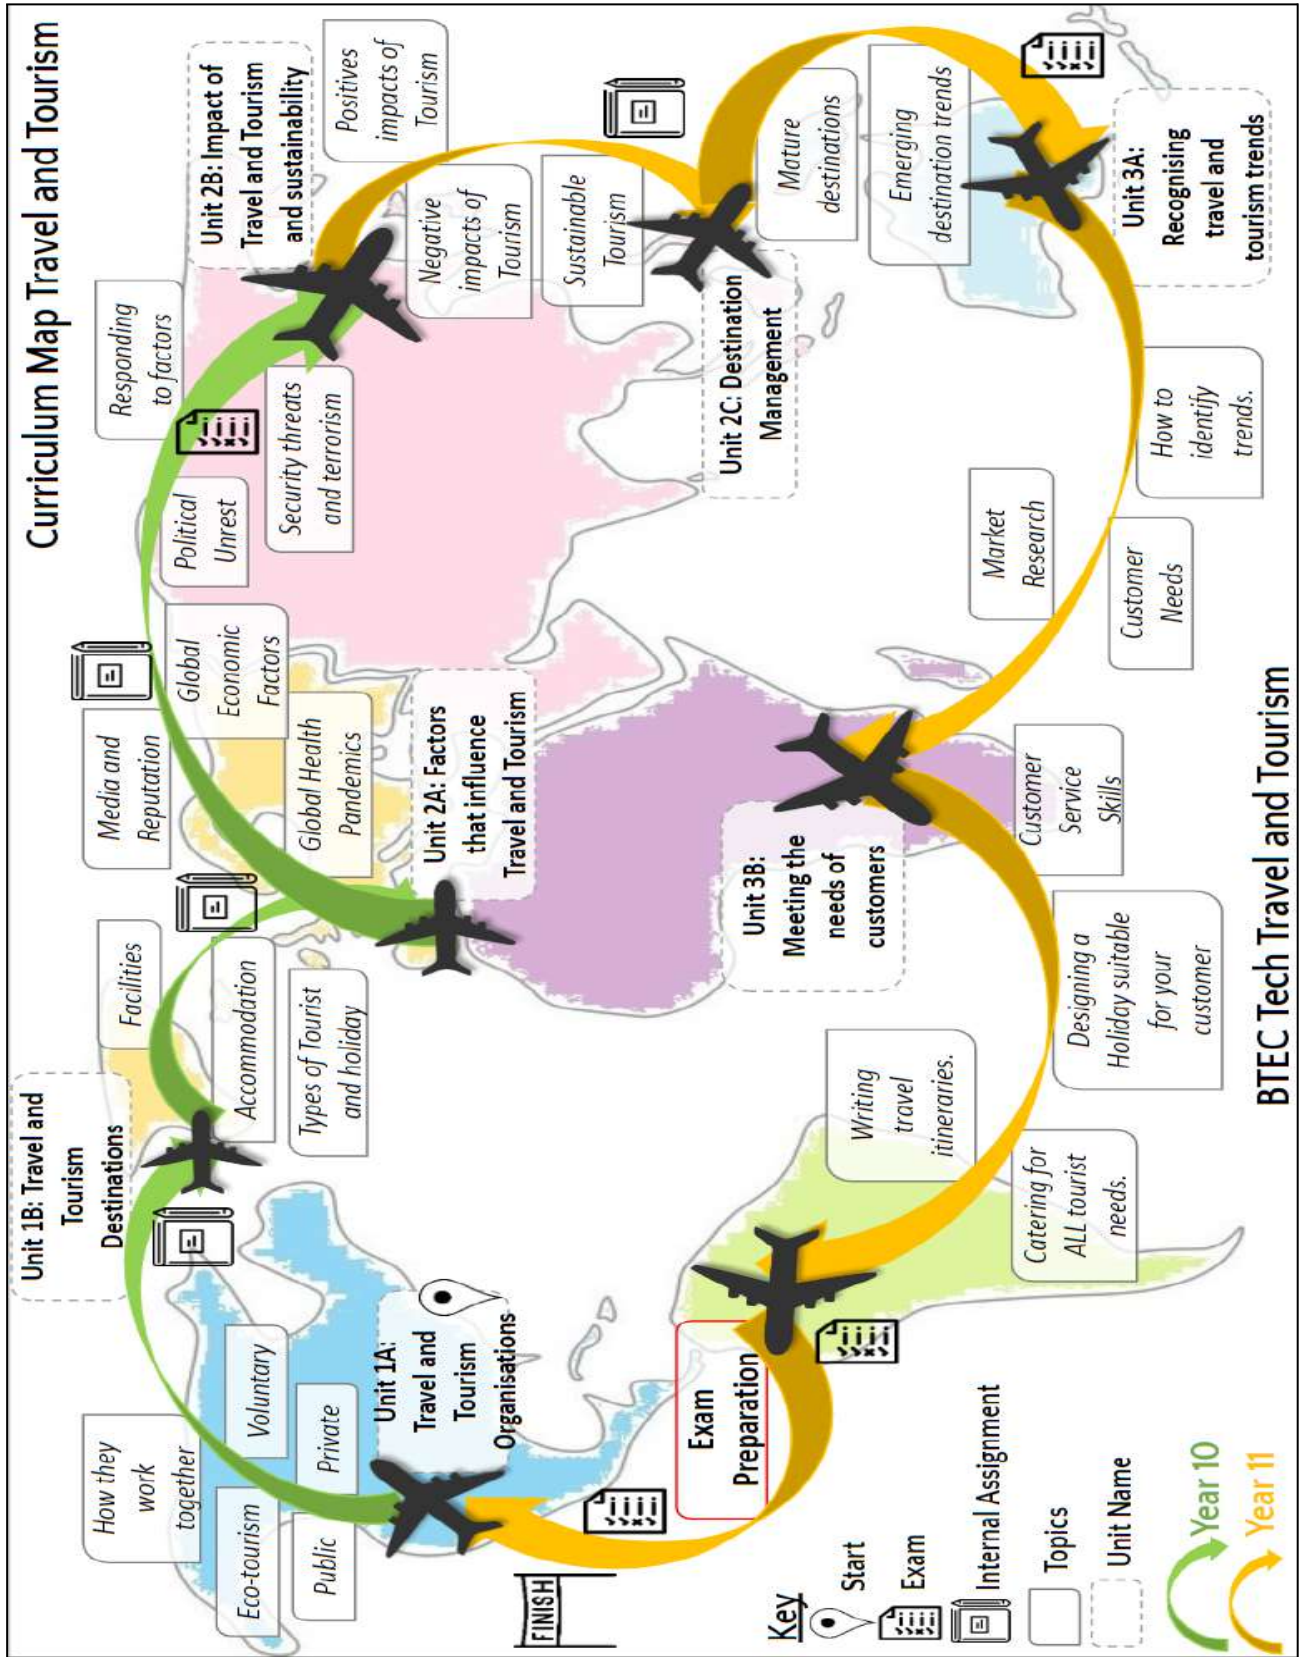 Curriculum Map Travel and Tourism
Unit 1A:
Travel and
Tourism
Organisations
Public
Private
Eco-tourism
Voluntary
How they
work
together
Unit 1B: Travel and
Tourism
Destinations
Facilities
Accommodation
Types of Tourist
and holiday
Unit 2A: Factors
that influence
Travel and Tourism
Media and
Reputation
Global Health
Pandemics
Global
Economic
Factors
Political
Unrest
Security threats
and terrorism
Responding
to factors
Unit 2B: Impact of
Travel and Tourism
and sustainability
Positives
impacts of
Tourism
Negative
impacts of
Tourism
Sustainable
Tourism
Unit 2C: Destination
Management
Mature
destinations
Emerging
destination trends
Unit 3A:
Recognising
travel and
tourism trends
How to
identify
trends.
Market
Research
Customer
Needs
Unit 3B:
Meeting the
needs of
customers
Customer
Service
Skills
Designing a
Holiday suitable
for your
customer
Writing
travel
itineraries.
Catering for
ALL tourist
needs.
Exam
Preparation
FINISH
Key
Start
Exam
Internal Assignment
Topics
Unit Name
Year 10
Year 11
BTEC Tech Travel and Tourism